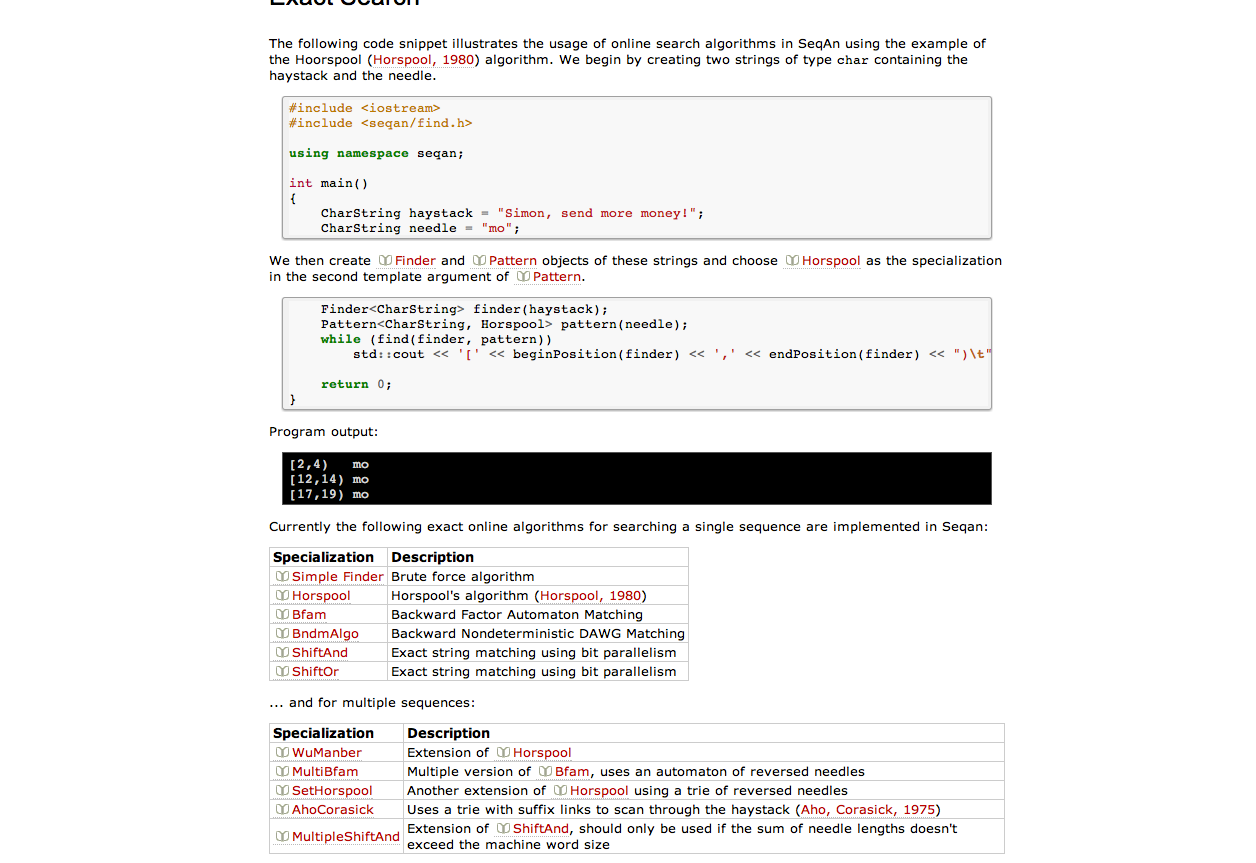 Exact Search
The following code snippet illustrates the usage of online search algorithms in SeqAn using the example of
the Hoorspool (Horspool, 1980) algorithm. We begin by creating two strings of type char containing the
haystack and the needle.
#include <iostream>
#include <seqan/find.h>
using namespace seqan;
int main()
{
    CharString haystack = "Simon, send more money!";
    CharString needle = "mo";
We then create Finder and Pattern objects of these strings and choose Horspool as the specialization
in the second template argument of Pattern.
    Finder<CharString> finder(haystack);
    Pattern<CharString, Horspool> pattern(needle);
    while (find(finder, pattern))
        std::cout << '[' << beginPosition(finder) << ',' << endPosition(finder) << ")\t"
    return 0;
}
Program output:
[2,4)   mo
[12,14) mo
[17,19) mo
Currently the following exact online algorithms for searching a single sequence are implemented in Seqan:
Specialization Description
Simple Finder Brute force algorithm
Horspool Horspool's algorithm (Horspool, 1980)
Bfam Backward Factor Automaton Matching
BndmAlgo Backward Nondeterministic DAWG Matching
ShiftAnd Exact string matching using bit parallelism
ShiftOr Exact string matching using bit parallelism
... and for multiple sequences:
Specialization Description
WuManber Extension of Horspool
MultiBfam Multiple version of Bfam, uses an automaton of reversed needles
SetHorspool Another extension of Horspool using a trie of reversed needles
AhoCorasick Uses a trie with suffix links to scan through the haystack (Aho, Corasick, 1975)
MultipleShiftAnd Extension of ShiftAnd, should only be used if the sum of needle lengths doesn't
exceed the machine word size